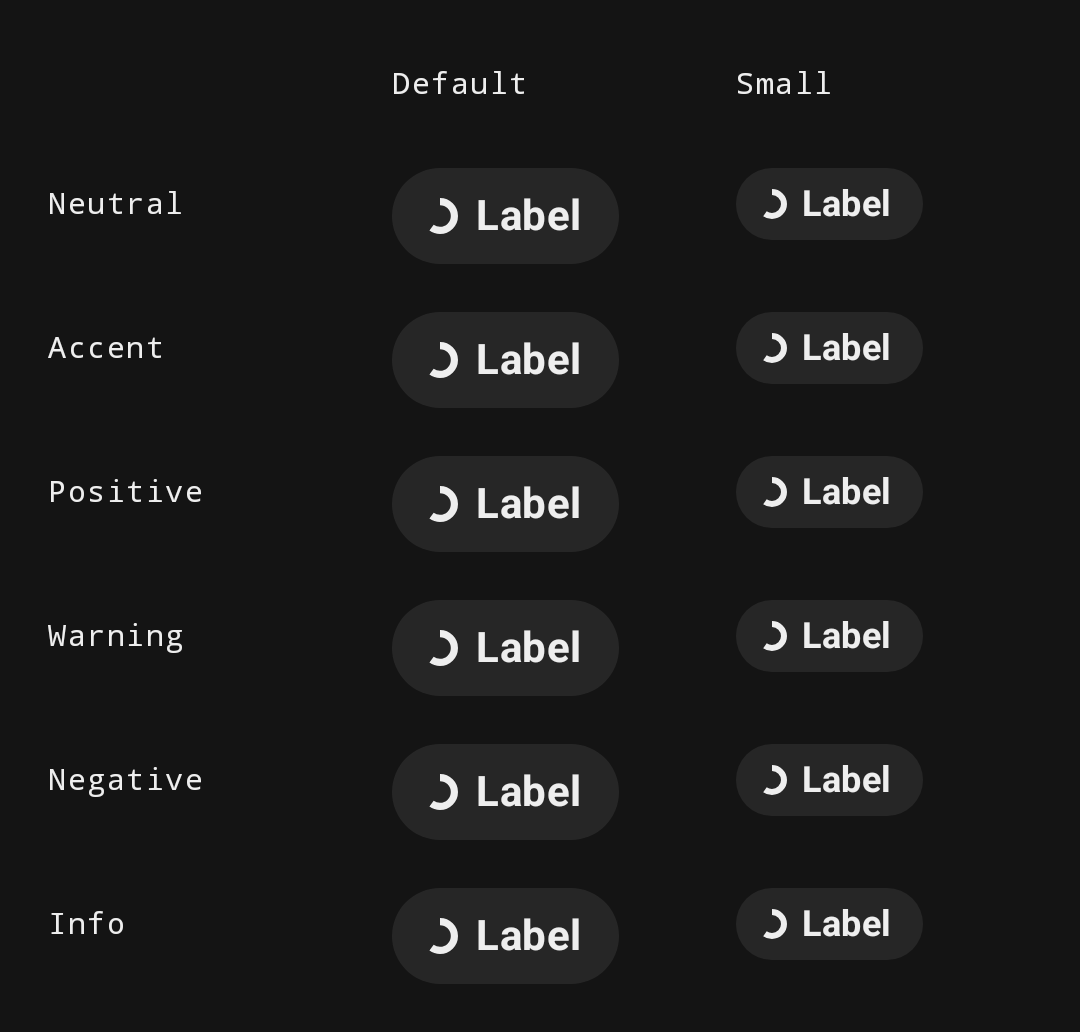 Default Small
Neutral Label Label
Accent Label Label
Positive Label Label
Warning Label Label
Negative Label Label
Info Label Label